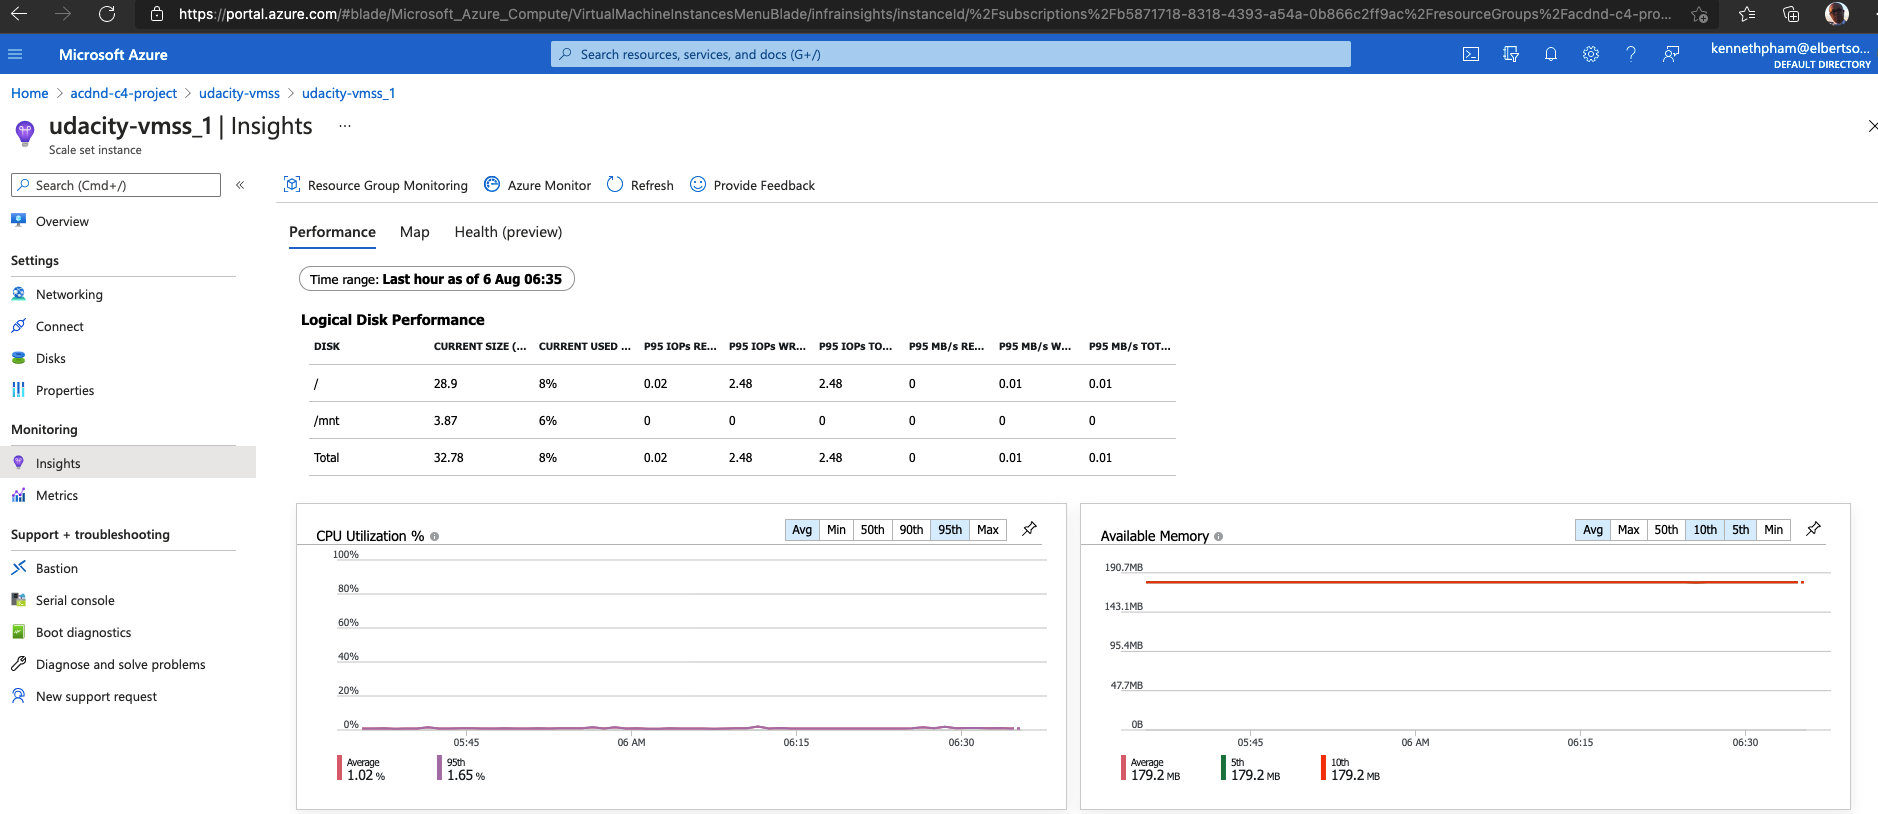 https://portal.azure.com/#blade/Microsoft_Azure_Compute/VirtualMachineInstancesMenuBlade/infrainsights/instanceId/%2Fsubscriptions%2Fb5871718-8318-4393-a54a-0b866c2ff9ac%2FresourceGroups%2Facdnd-c4-pro...
Microsoft Azure
Search resources, services, and docs (G+/)
kennethpham@elbertso...
DEFAULT DIRECTORY
Home > acdnd-c4-project > udacity-vmss > udacity-vmss_1
udacity-vmss_1 | Insights ...
Scale set instance
Search (Cmd+/) «
Resource Group Monitoring Azure Monitor Refresh Provide Feedback
Overview
Settings
Networking
Connect
Disks
Properties
Monitoring
Insights
Metrics
Support + troubleshooting
Bastion
Serial console
Boot diagnostics
Diagnose and solve problems
New support request
Performance Map Health (preview)
Time range: Last hour as of 6 Aug 06:35
Logical Disk Performance
DISK CURRENT SIZE (... CURRENT USED ... P95 IOPs RE... P95 IOPs WR... P95 IOPs TO... P95 MB/s RE... P95 MB/s W... P95 MB/s TOT...
/ 28.9 8% 0.02 2.48 2.48 0 0.01 0.01
/mnt 3.87 6% 0 0 0 0 0 0
Total 32.78 8% 0.02 2.48 2.48 0 0.01 0.01
CPU Utilization %
Avg Min 50th 90th 95th Max
100%
80%
60%
40%
20%
0%
05:45 06 AM 06:15 06:30
Average 95th
1.02 % 1.65 %
Available Memory
Avg Max 50th 10th 5th Min
190.7MB
143.1MB
95.4MB
47.7MB
0B
05:45 06 AM 06:15 06:30
Average 5th 10th
179.2 MB 179.2 MB 179.2 MB